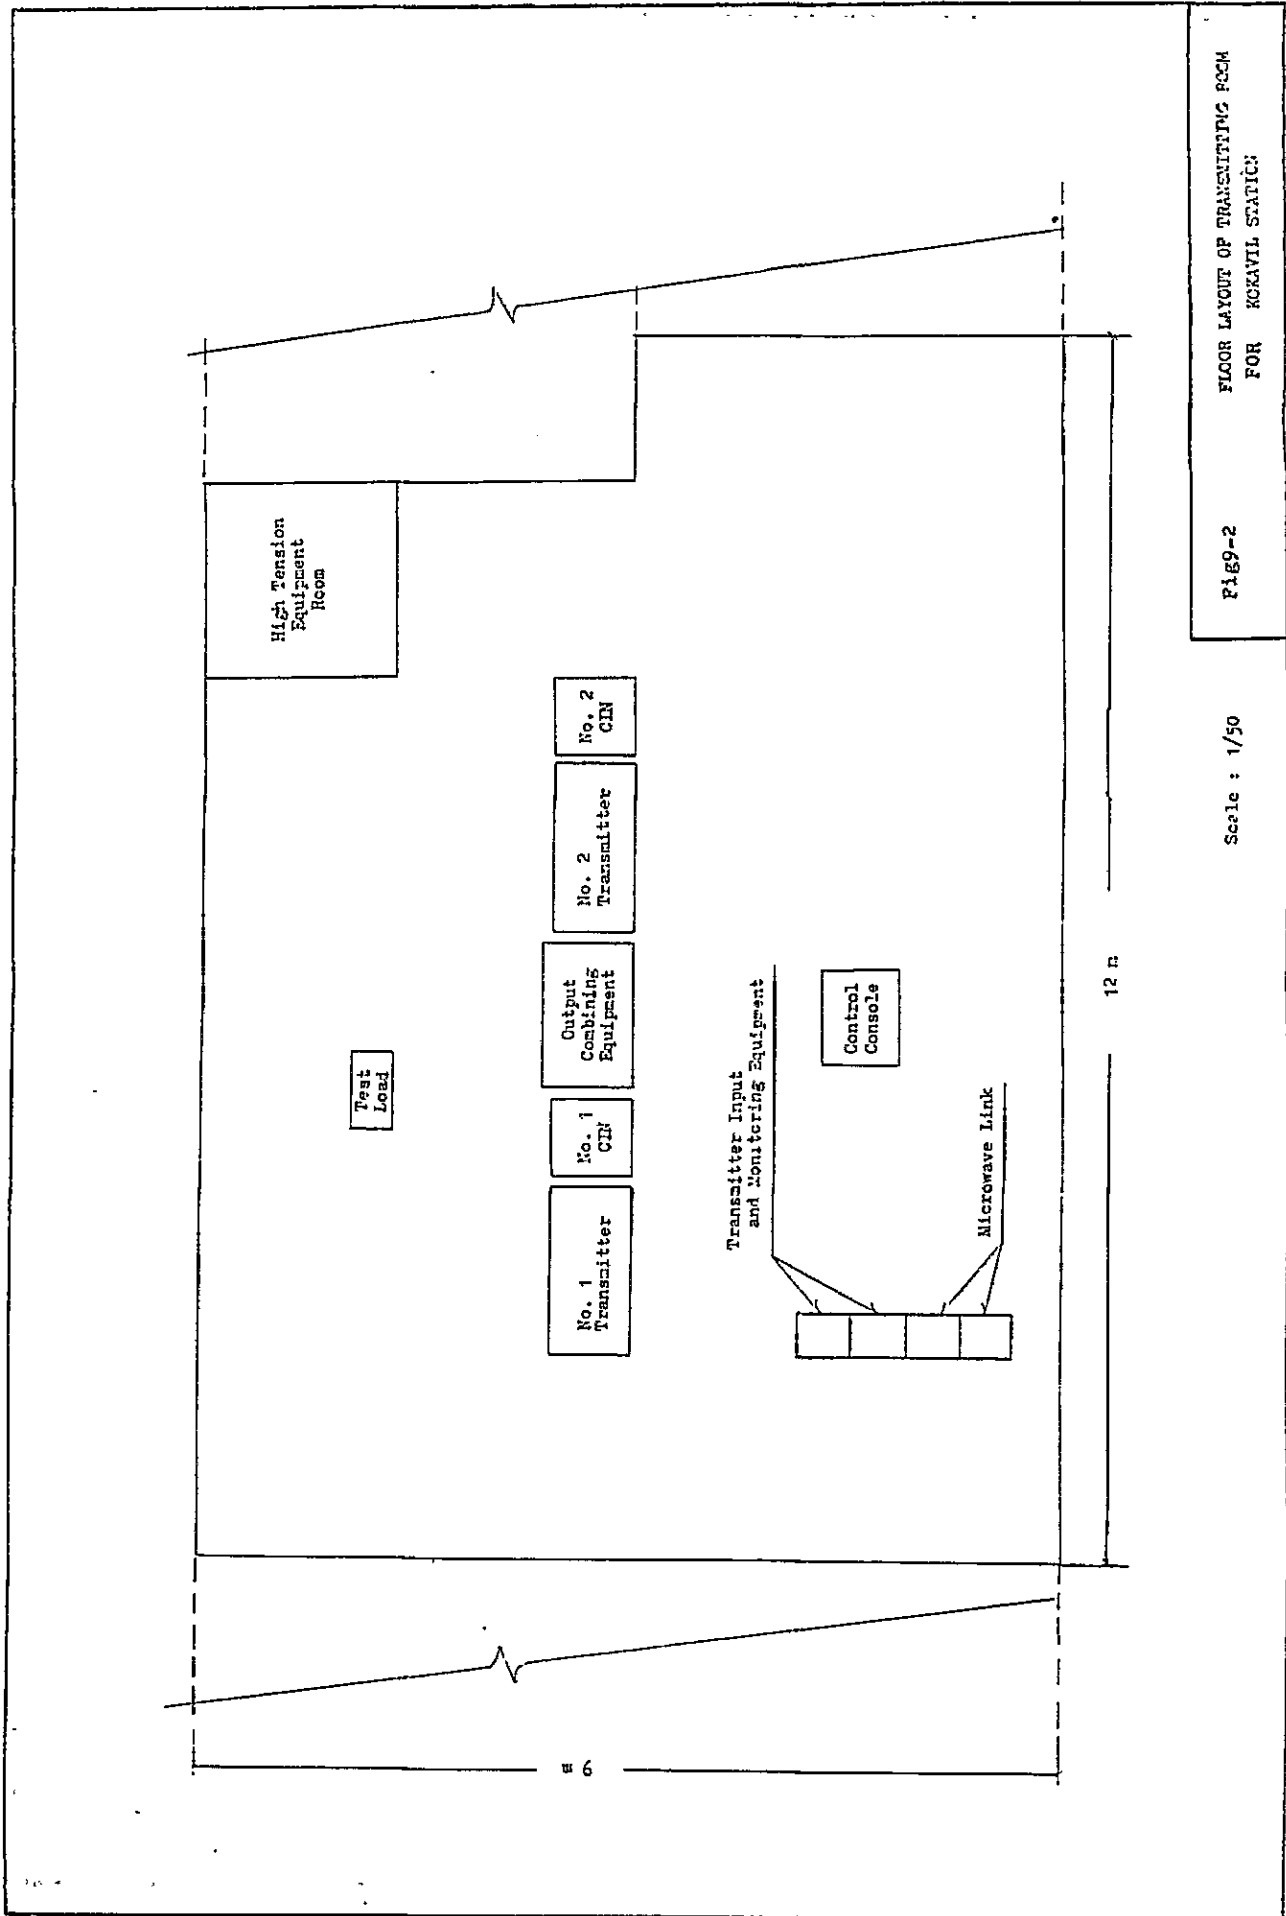 High Tension
Equipment
Room
Test
Load
No. 1
Transmitter
No. 1
CIN
Output
Combining
Equipment
No. 2
Transmitter
No. 2
CIN
Transmitter Input
and Monitoring Equipment
Control
Console
Microwave Link
9 m
12 m
Scale : 1/50
Fig9-2
FLOOR LAYOUT OF TRANSMITTING ROOM
FOR KOKAVIL STATION